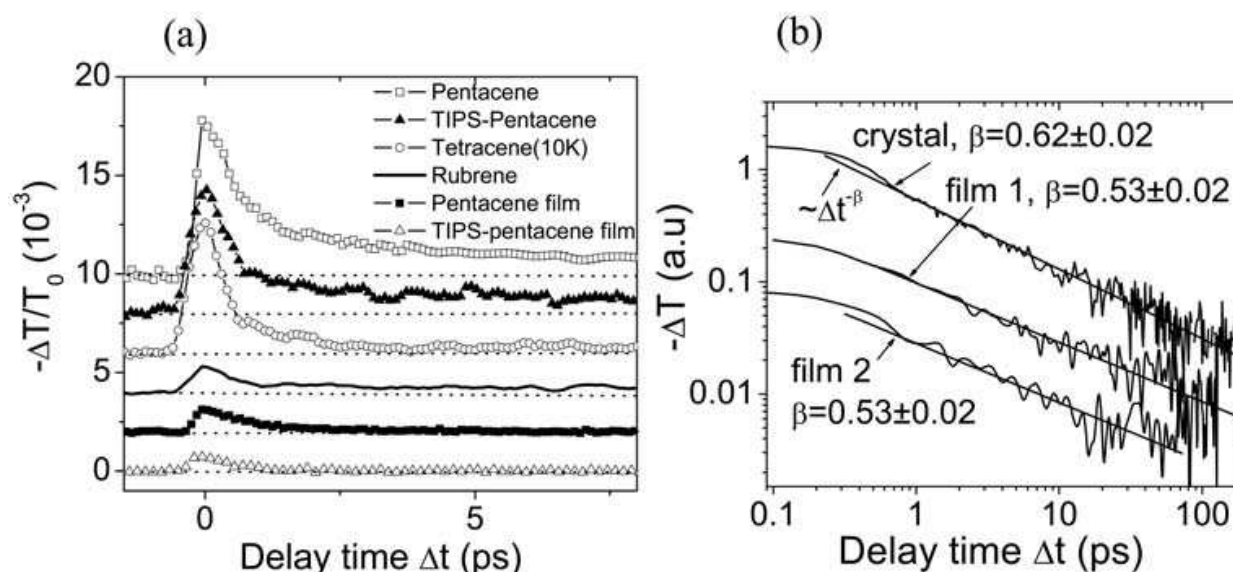 (a)
20
15
10
5
0
-ΔT/T0 (10-3)
Pentacene
TIPS-Pentacene
Tetracene(10K)
Rubrene
Pentacene film
TIPS-pentacene film
0
5
Delay time Δt (ps)
(b)
1
0.1
0.01
-ΔT (a.u)
crystal, β=0.62±0.02
film 1, β=0.53±0.02
~Δt-β
film 2
β=0.53±0.02
0.1
1
10
100
Delay time Δt (ps)